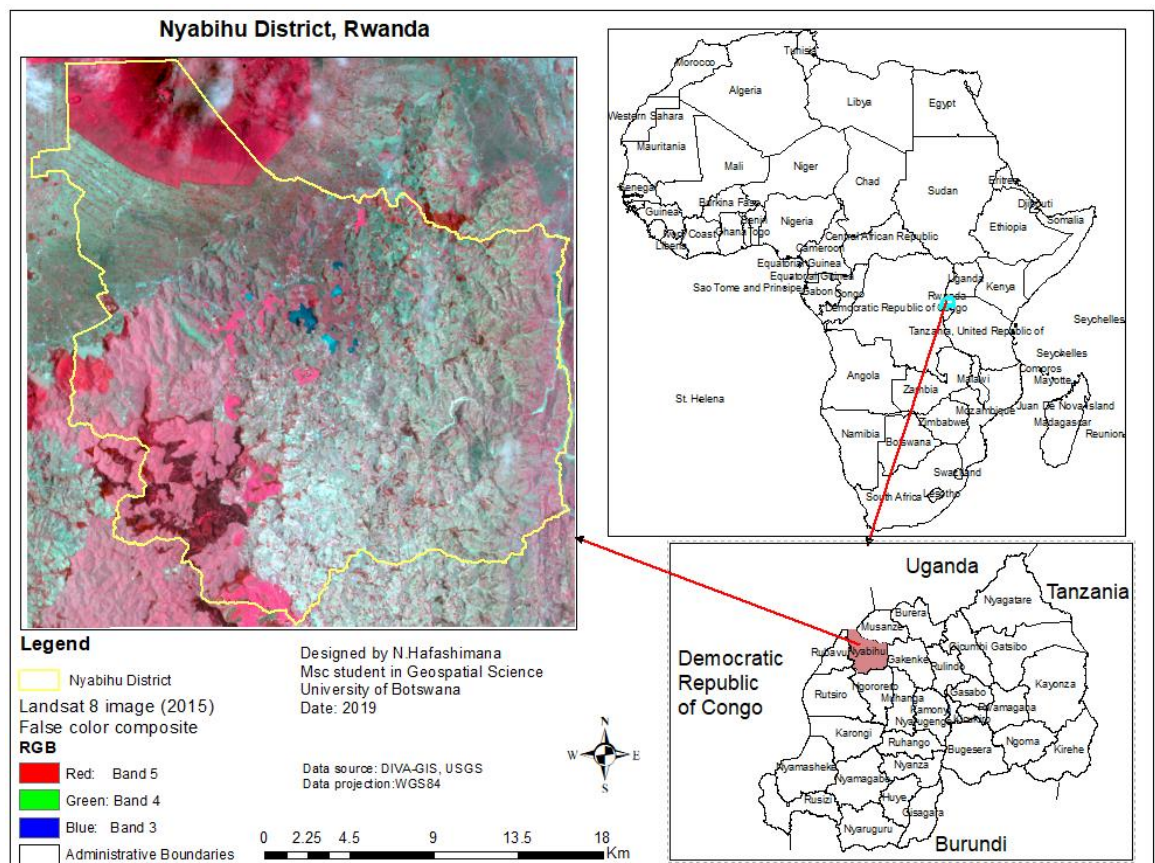 Nyabihu District, Rwanda
Tunisia
Morocco
Algeria
Libya
Egypt
Western Sahara
Mauritania
Mali
Niger
Chad
Sudan
Eritrea
Senegal
Djibouti
Burkina Faso
Guinea
Benin
Nigeria
Somalia
Ivory Coast
Ghana
Togo
Ethiopia
Liberia
Central African Republic
Cameroon
Equatorial Guinea
Equatorial Guinea
Uganda
Sao Tome and Principe
Gabon
Congo
Kenya
Rwanda
Democratic Republic of Congo
Seychelles
Tanzania, United Republic of
Seychelles
Comoros
Angola
Malawi
Mayotte
Zambia
St. Helena
Mozambique
Juan De Nova Island
Zimbabwe
Madagascar
Namibia
Botswana
Reunion
Swaziland
South Africa
Lesotho
Uganda
Tanzania
Nyagatare
Burera
Musanze
Rubavu
Nyabihu
Gicumbi
Gatsibo
Gakenke
Rulindo
Democratic
Republic
of Congo
Kayonza
Rutsiro
Ngororero
Muhanga
Gasabo
Rwamagana
Kamony
Nyarugenge
Kicukiro
Karongi
Ruhango
Bugesera
Ngoma
Kirehe
Nyanza
Nyamasheke
Nyamagabe
Huye
Rusizi
Gisagara
Nyaruguru
Burundi
Legend
Nyabihu District
Landsat 8 image (2015)
False color composite
RGB
Red: Band 5
Green: Band 4
Blue: Band 3
Administrative Boundaries
Designed by N.Hafashimana
Msc student in Geospatial Science
University of Botswana
Date: 2019
Data source: DIVA-GIS, USGS
Data projection:WGS84
N
W E
S
0 2.25 4.5 9 13.5 18
Km